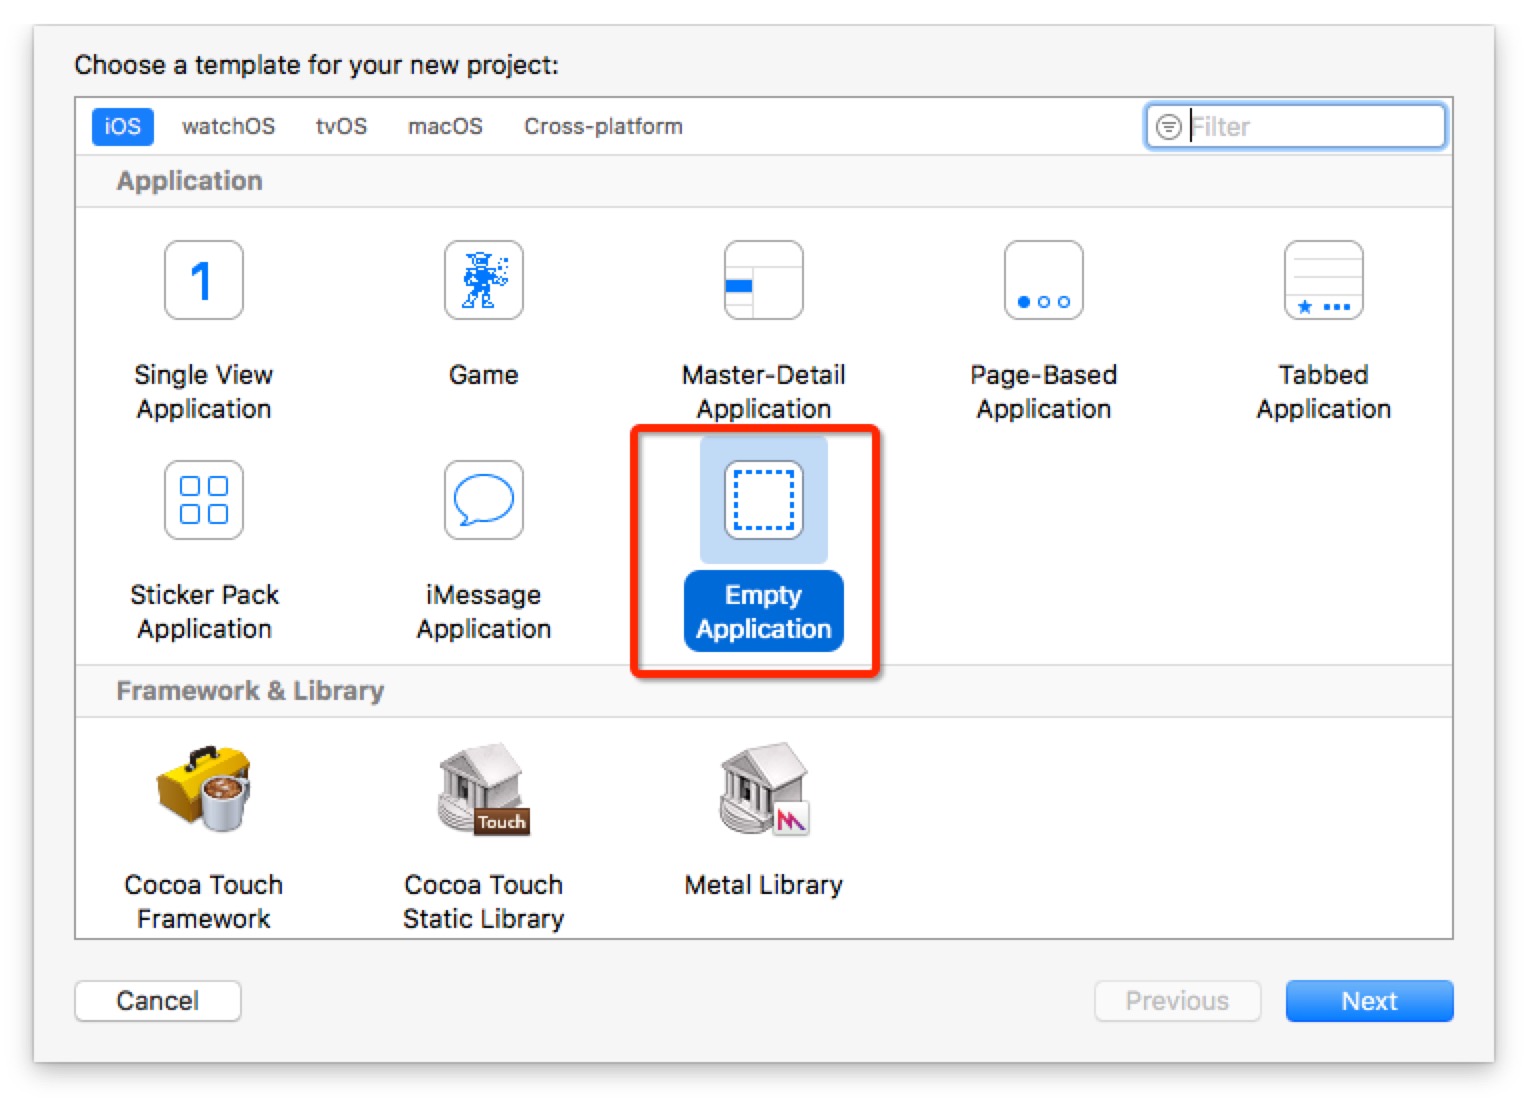 Choose a template for your new project:
iOS watchOS tvOS macOS Cross-platform Filter
Application
1
Single View Application
Game
Master-Detail Application
Page-Based Application
Tabbed Application
Sticker Pack Application
iMessage Application
Empty Application
Framework & Library
Touch
Cocoa Touch Framework
Cocoa Touch Static Library
Metal Library
Cancel Previous Next